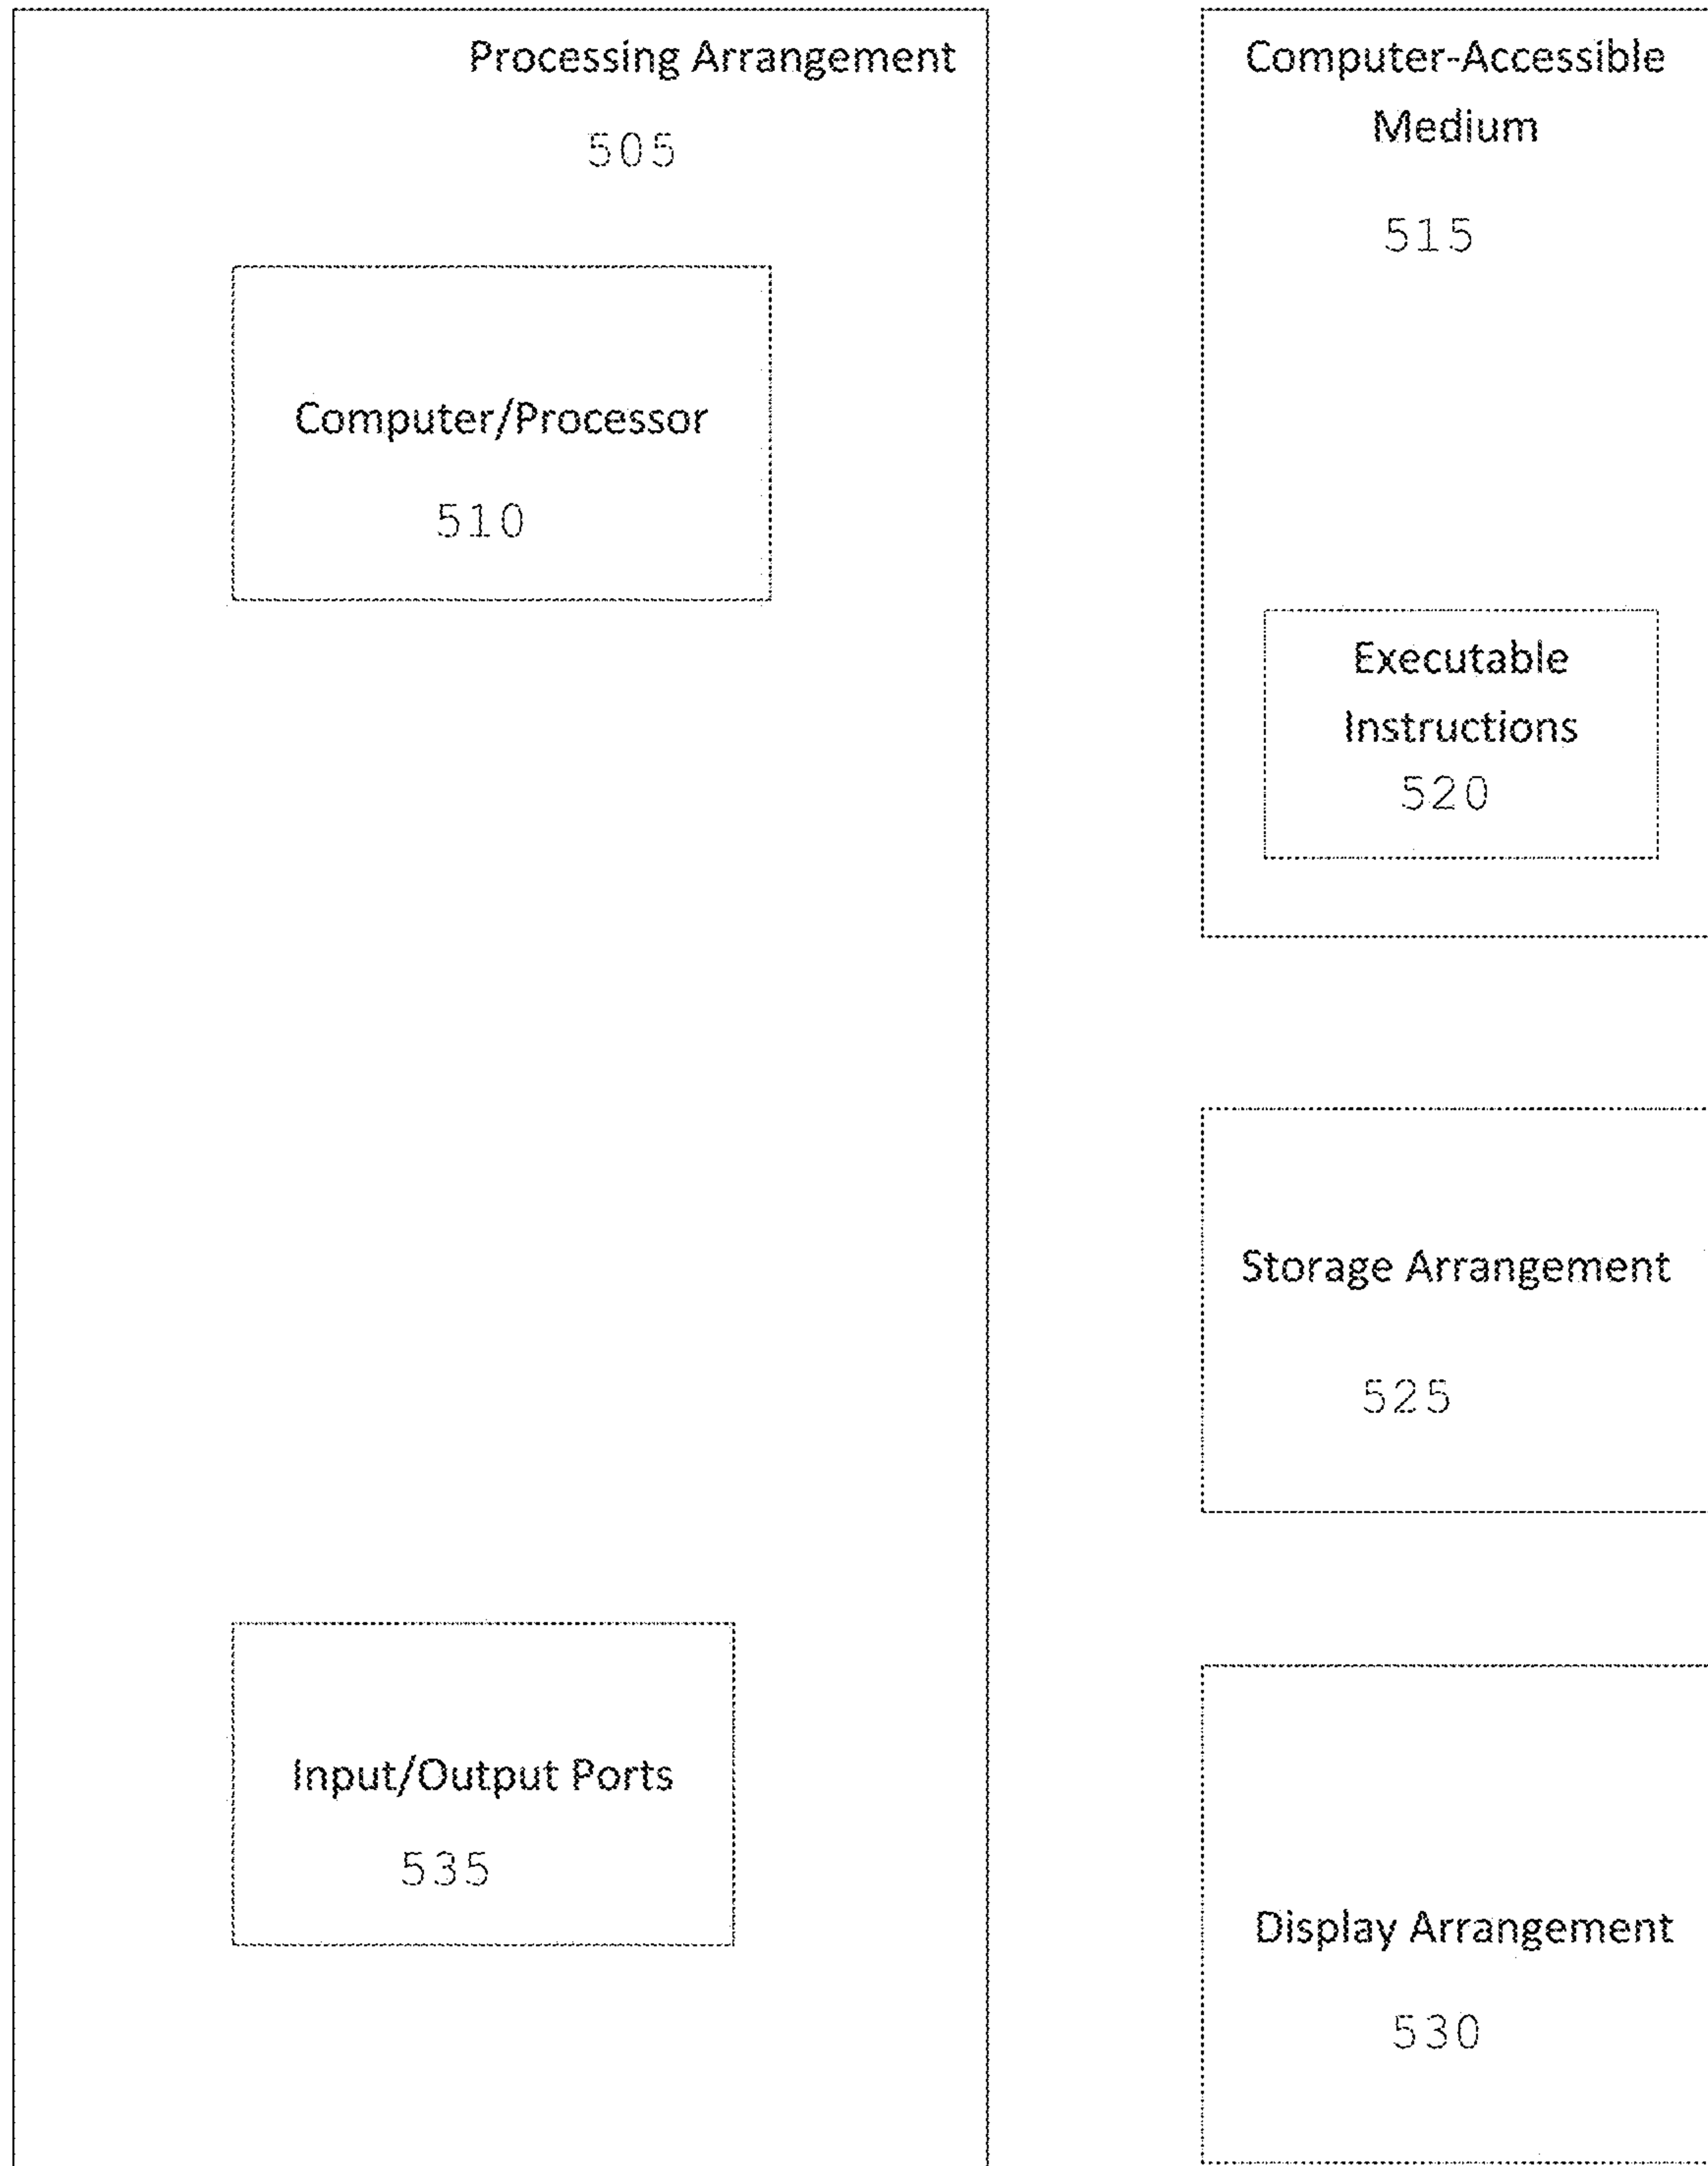 Processing Arrangement
505
Computer/Processor
510
Input/Output Ports
535
Computer-Accessible
Medium
515
Executable
Instructions
520
Storage Arrangement
525
Display Arrangement
530